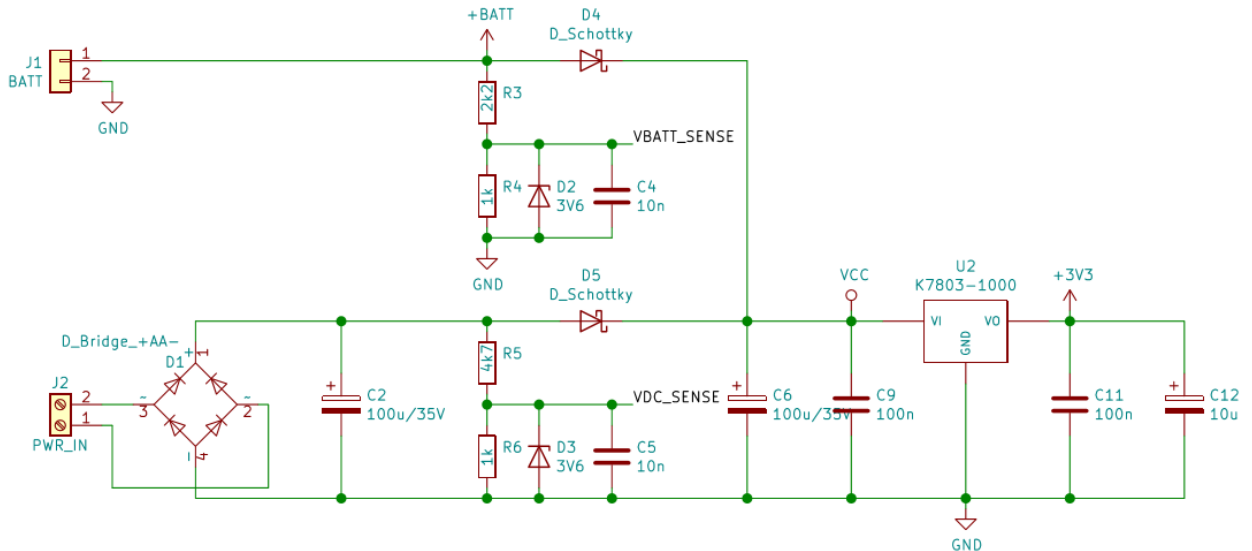 +BATT
D4
D_Schottky
J1
BATT
1
2
GND
2k2
R3
VBATT_SENSE
1k
R4
D2
3V6
C4
10n
GND
D5
D_Schottky
VCC
U2
K7803-1000
+3V3
VI
VO
GND
D_Bridge_+AA-
D1
+
1
~
3
~
2
-
4
J2
2
1
PWR_IN
+
C2
100u/35V
4k7
R5
VDC_SENSE
1k
R6
D3
3V6
C5
10n
+
C6
100u/35V
C9
100n
C11
100n
+
C12
10u
GND